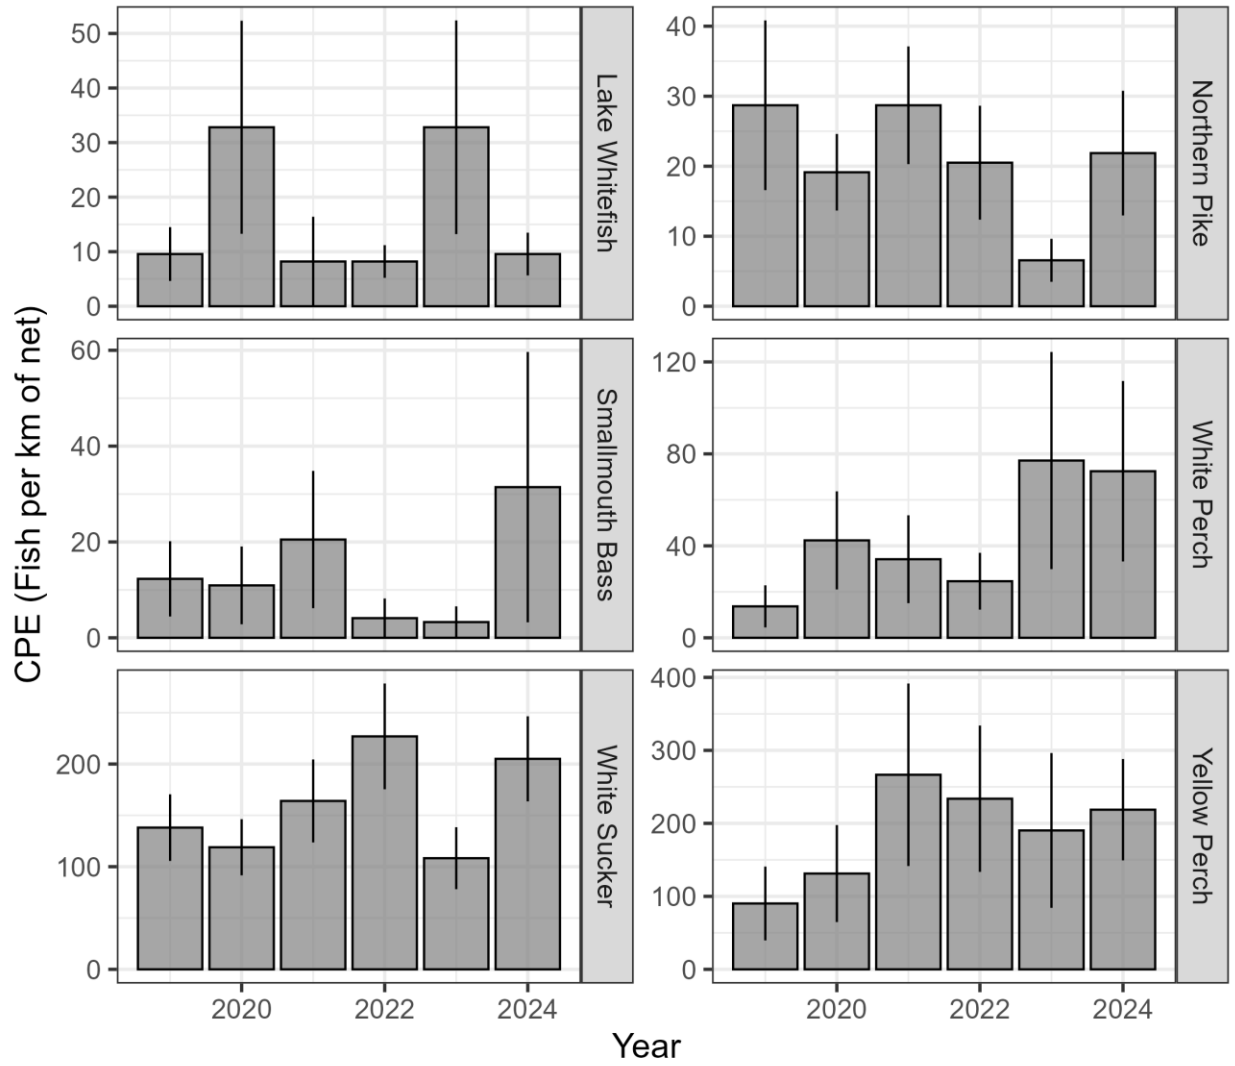 50
40
30
20
10
0
Lake Whitefish
40
30
20
10
0
Northern Pike
60
40
20
0
Smallmouth Bass
120
80
40
0
White Perch
200
100
0
White Sucker
400
300
200
100
0
Yellow Perch
CPE (Fish per km of net)
2020 2022 2024
2020 2022 2024
Year